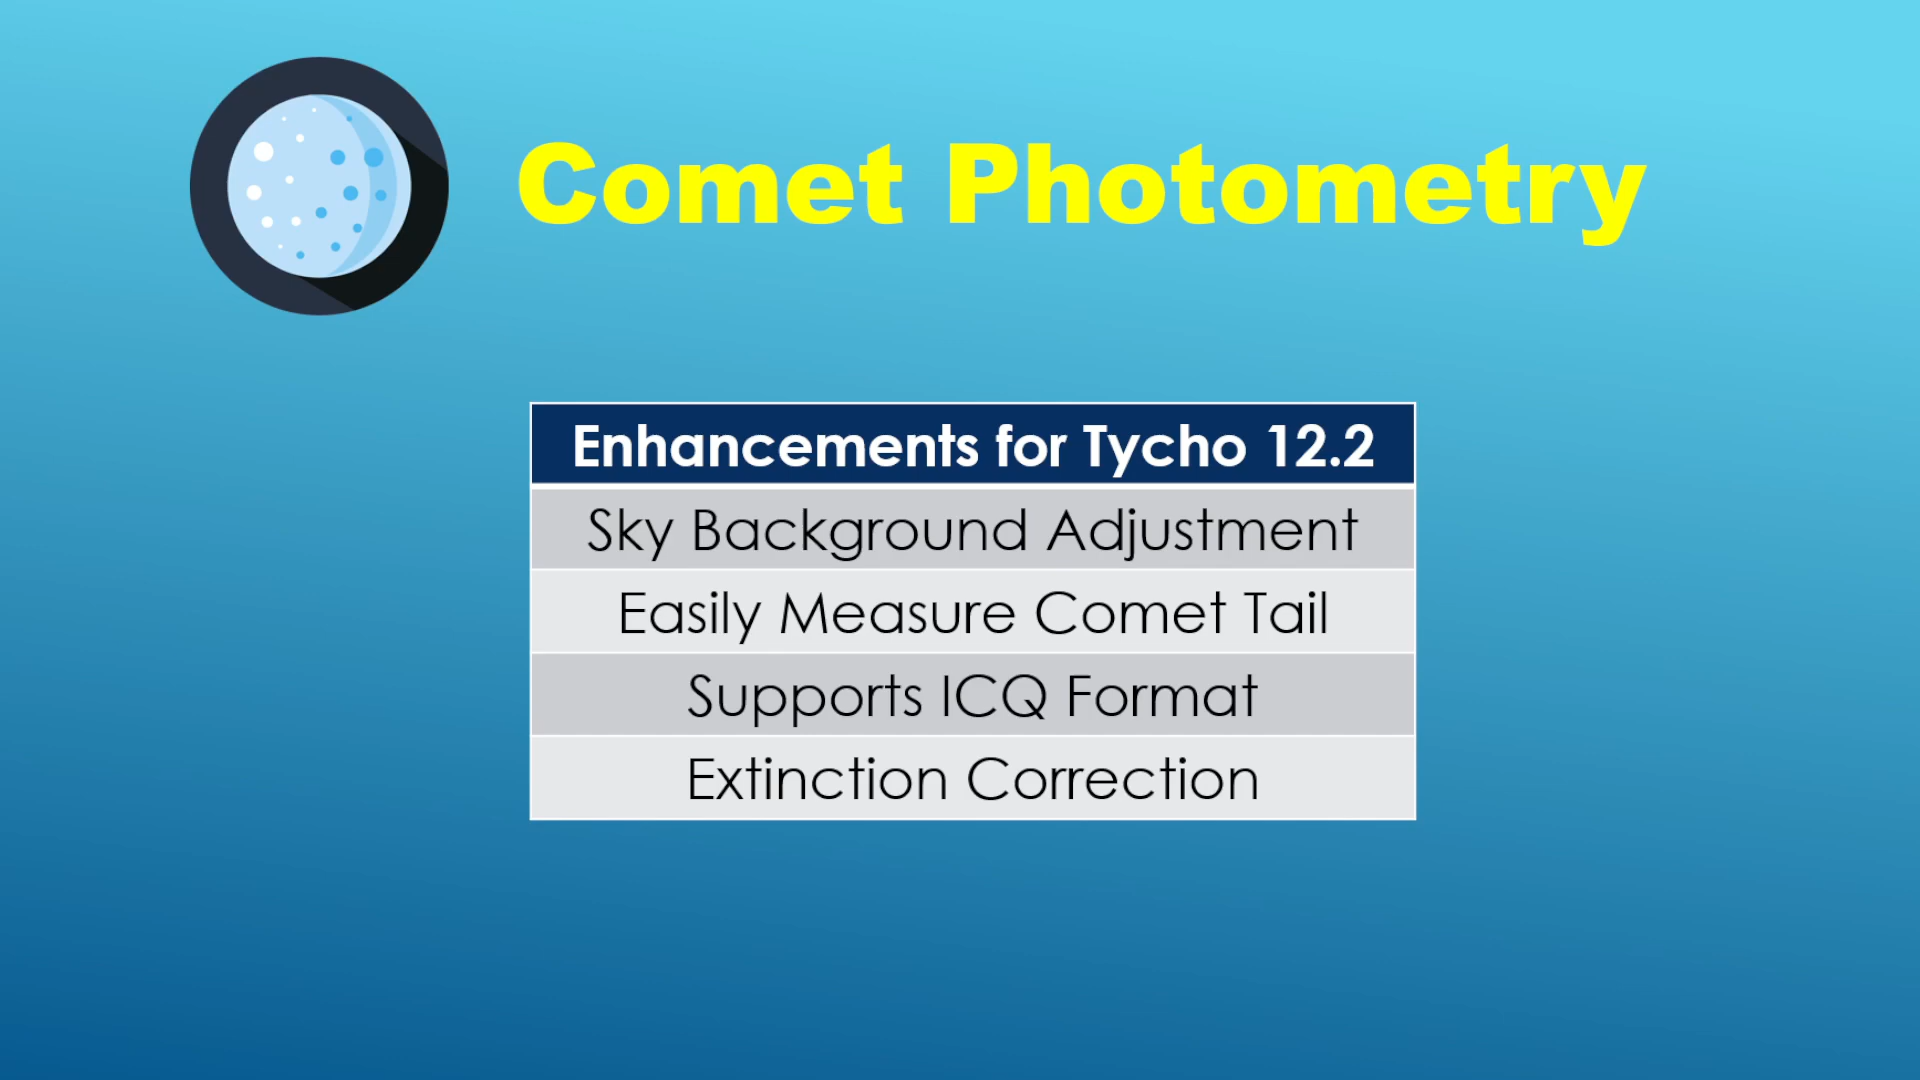 Comet Photometry
Enhancements for Tycho 12.2
Sky Background Adjustment
Easily Measure Comet Tail
Supports ICQ Format
Extinction Correction